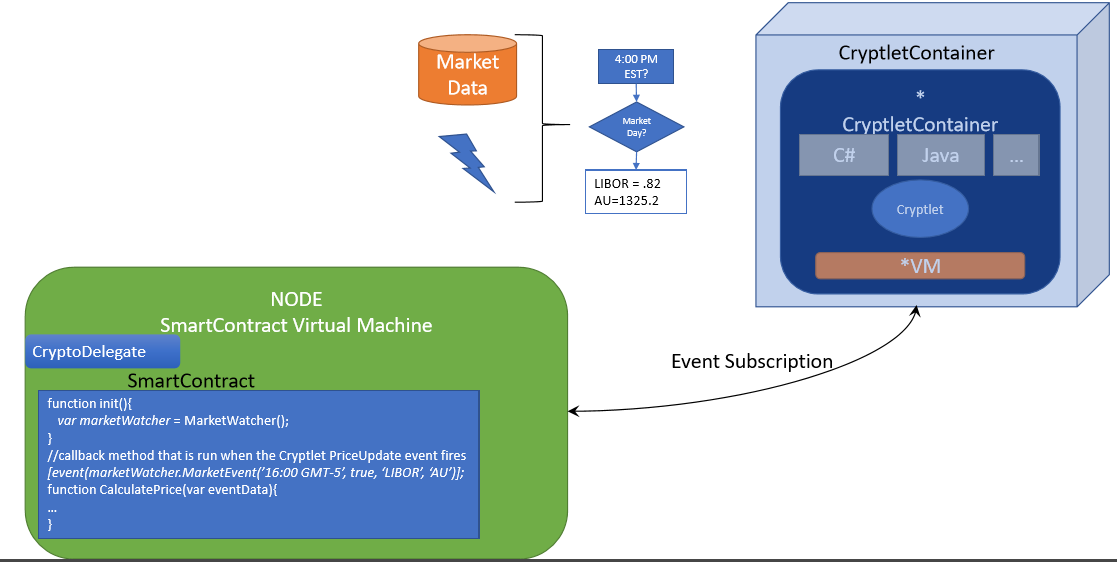 Market
Data
4:00 PM
EST?
Market
Day?
LIBOR = .82
AU=1325.2
CryptletContainer
*
CryptletContainer
C#
Java
...
Cryptlet
*VM
NODE
SmartContract Virtual Machine
CryptoDelegate
SmartContract
function init(){
var marketWatcher = MarketWatcher();
}
//callback method that is run when the Cryptlet PriceUpdate event fires
[event(marketWatcher.MarketEvent(’16:00 GMT-5’, true, ‘LIBOR’, ‘AU’)];
function CalculatePrice(var eventData){
...
}
Event Subscription